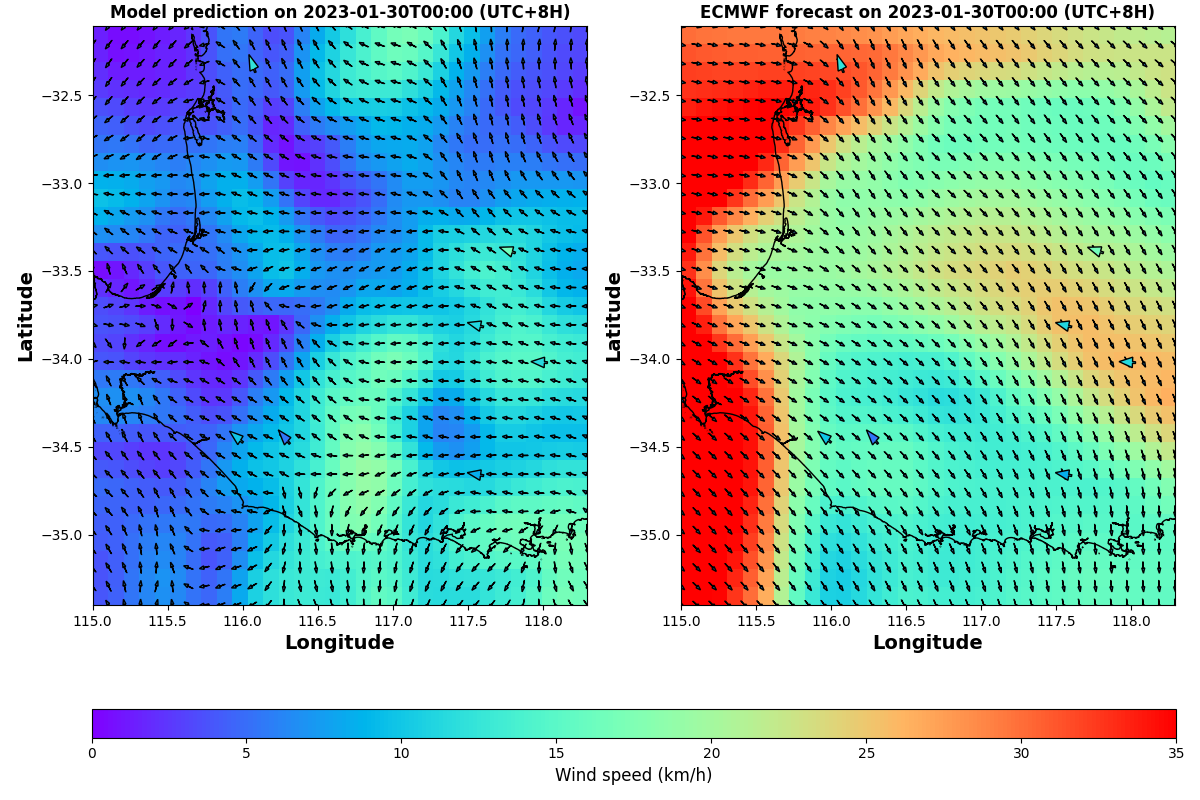 Model prediction on 2023-01-30T00:00 (UTC+8H)
ECMWF forecast on 2023-01-30T00:00 (UTC+8H)
Latitude
−32.5
−33.0
−33.5
−34.0
−34.5
−35.0
115.0 115.5 116.0 116.5 117.0 117.5 118.0
Longitude
Latitude
−32.5
−33.0
−33.5
−34.0
−34.5
−35.0
115.0 115.5 116.0 116.5 117.0 117.5 118.0
Longitude
0 5 10 15 20 25 30 35
Wind speed (km/h)